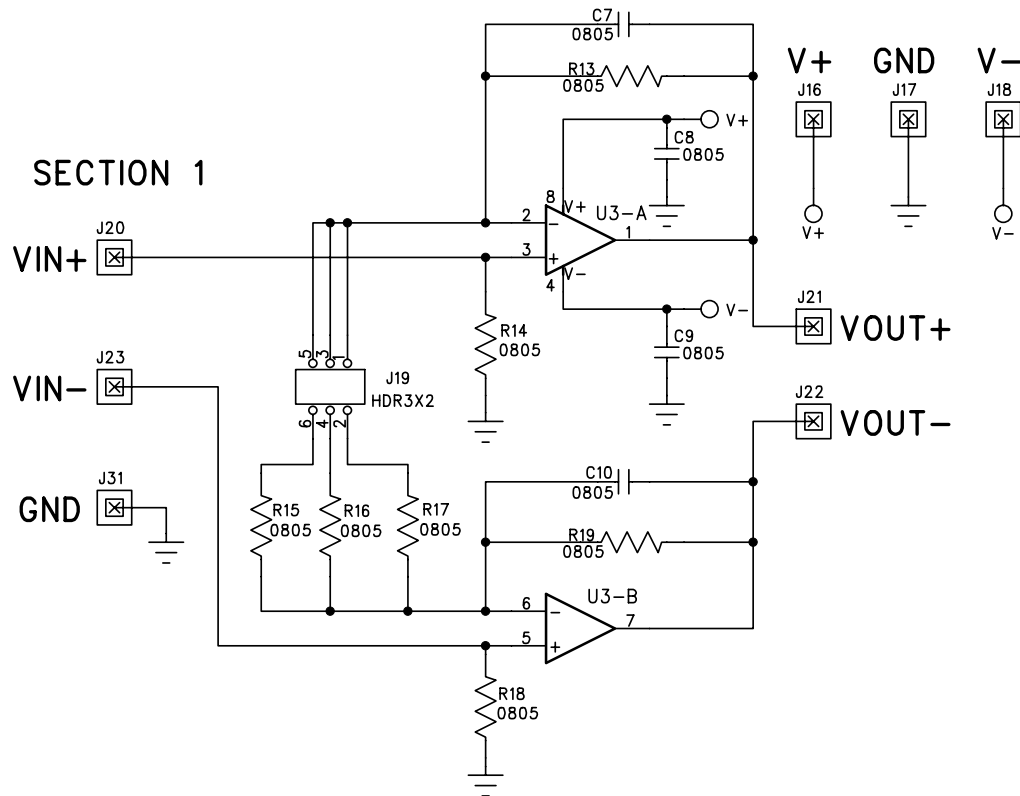 C7
0805
R13
0805
V+
GND
V-
J16
J17
J18
C8
0805
V+
SECTION 1
8
V+
U3-A
2
-
1
3
+
V-
4
V+
V-
J20
VIN+
V-
C9
0805
J21
VOUT+
R14
0805
J23
VIN-
5
3
1
J19
HDR3X2
6
4
2
J22
VOUT-
J31
GND
C10
0805
R15
0805
R16
0805
R17
0805
R19
0805
U3-B
6
-
7
5
+
R18
0805